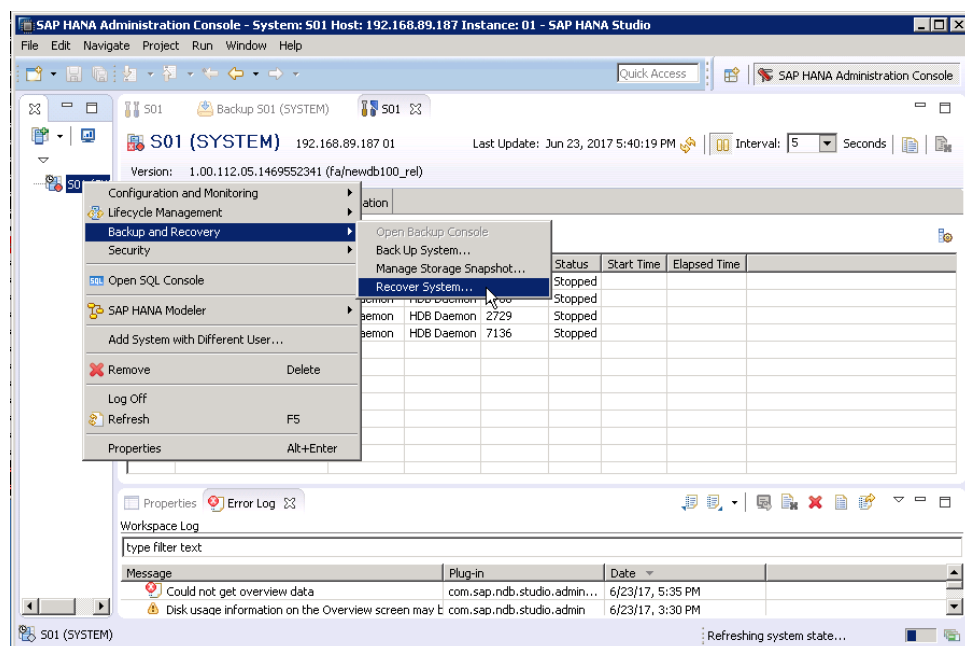 SAP HANA Administration Console - System: S01 Host: 192.168.89.187 Instance: 01 - SAP HANA Studio
File Edit Navigate Project Run Window Help
Quick Access
SAP HANA Administration Console
S01
Backup S01 (SYSTEM)
S01
S01 (SYSTEM) 192.168.89.187 01
Last Update: Jun 23, 2017 5:40:19 PM
Interval: 5 Seconds
Version: 1.00.112.05.1469552341 (fa/newdb100_rel)
Configuration and Monitoring
Lifecycle Management
Backup and Recovery
Security
SQL Open SQL Console
SAP HANA Modeler
Add System with Different User...
Remove Delete
Log Off
Refresh F5
Properties Alt+Enter
Open Backup Console
Back Up System...
Manage Storage Snapshot...
Recover System...
Status Start Time Elapsed Time
Stopped
Stopped
HDB Daemon 2729 Stopped
HDB Daemon 7136 Stopped
Properties Error Log
Workspace Log
type filter text
Message Plug-in Date
Could not get overview data com.sap.ndb.studio.admin... 6/23/17, 5:35 PM
Disk usage information on the Overview screen may com.sap.ndb.studio.admin 6/23/17, 3:30 PM
S01 (SYSTEM)
Refreshing system state...